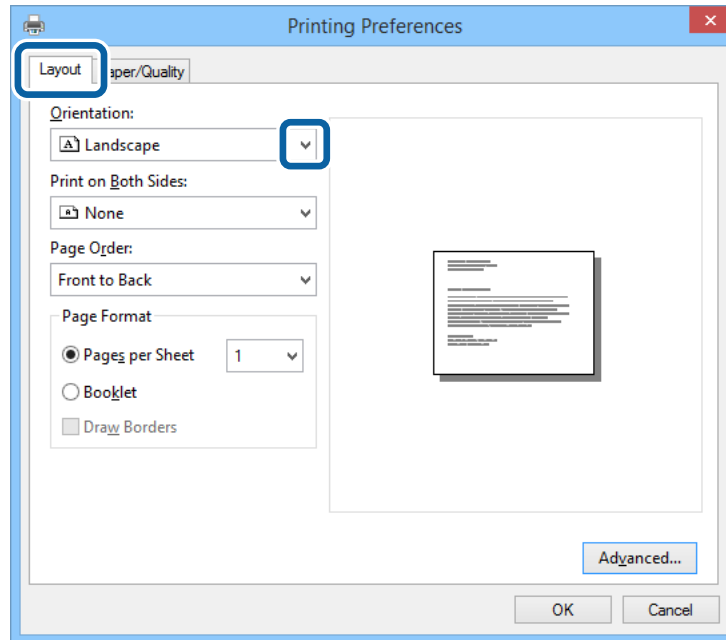 Printing Preferences
Layout
aper/Quality
Orientation:
Landscape
Print on Both Sides:
None
Page Order:
Front to Back
Page Format
Pages per Sheet 1
Booklet
Draw Borders
Advanced...
OK Cancel